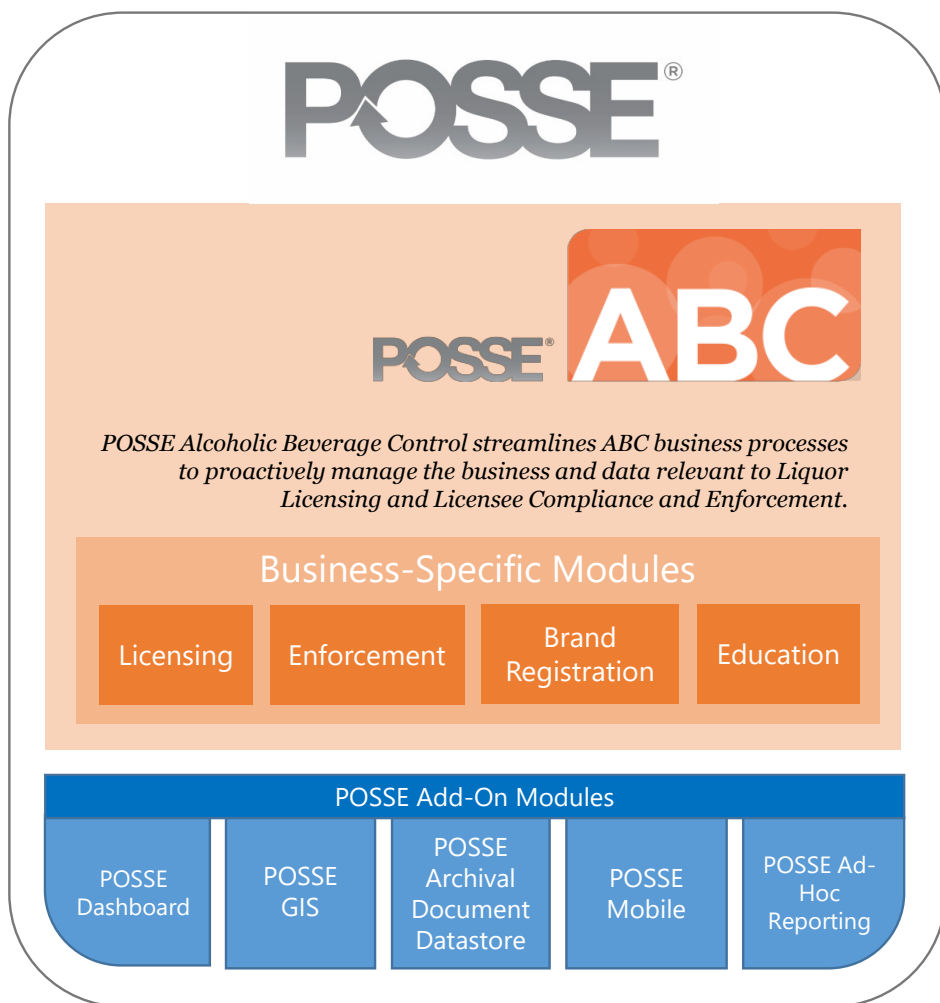 POSSE®
POSSE®
ABC
POSSE Alcoholic Beverage Control streamlines ABC business processes
to proactively manage the business and data relevant to Liquor
Licensing and Licensee Compliance and Enforcement.
Business-Specific Modules
Licensing
Enforcement
Brand
Registration
Education
POSSE Add-On Modules
POSSE
Dashboard
POSSE
GIS
POSSE
Archival
Document
Datastore
POSSE
Mobile
POSSE Ad-
Hoc
Reporting